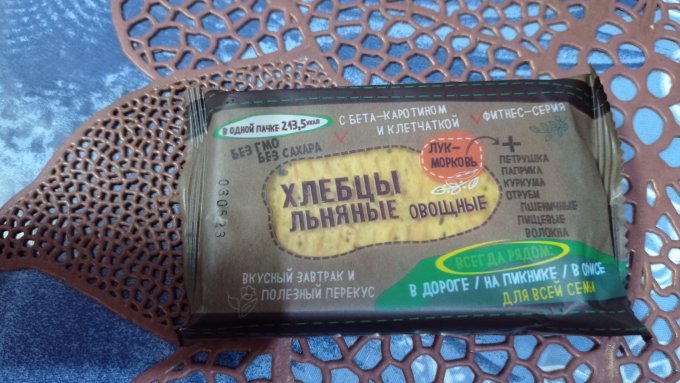 В ОДНОЙ ПАЧКЕ 213,5 ККАЛ
С БЕТА-КАРОТИНОМ
И КЛЕТЧАТКОЙ
ФИТНЕС-СЕРИЯ
БЕЗ ГМО
БЕЗ САХАРА
ЛУК-
МОРКОВЬ
+
ПЕТРУШКА
ПАПРИКА
КУРКУМА
ОТРУБИ
ПШЕНИЧНЫЕ
ПИЩЕВЫЕ
ВОЛОКНА
ХЛЕБЦЫ
ЛЬНЯНЫЕ ОВОЩНЫЕ
030523
ВСЕГДА РЯДОМ:
В ДОРОГЕ / НА ПИКНИКЕ / В ОФИСЕ
ДЛЯ ВСЕЙ СЕМЬИ
ВКУСНЫЙ ЗАВТРАК И
ПОЛЕЗНЫЙ ПЕРЕКУС